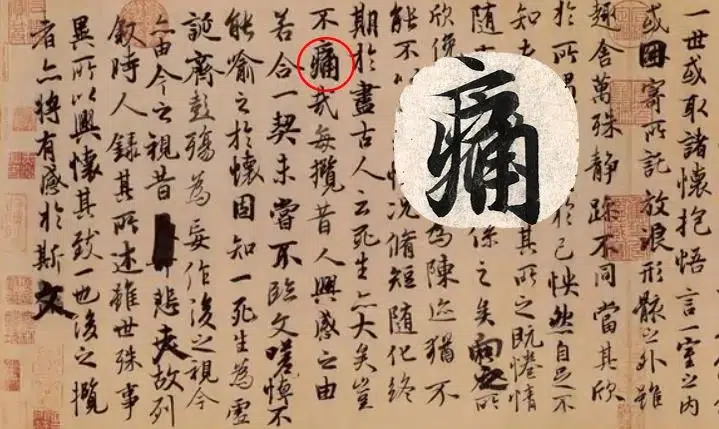 一世或取諸懷抱悟言一室之內
或因寄所託放浪形骸之外雖
趣舍萬殊靜躁不同當其欣
於所遇
於己怏然自足不
知老
其所之既惓情
隨事
係之矣向之所
欣俛
為陳迹猶不
能不以
况脩短隨化終
期於盡古人云死生亦大矣豈
不痛哉每攬昔人興感之由
若合一契未嘗不臨文嗟悼不
能喻之於懷固知一死生為虛
誕齊彭殤為妄作後之視今
亦由今之視昔悲夫故列
敘時人錄其所述雖世殊事
異所以興懷其致一也後之攬
者亦將有感於斯文
痛